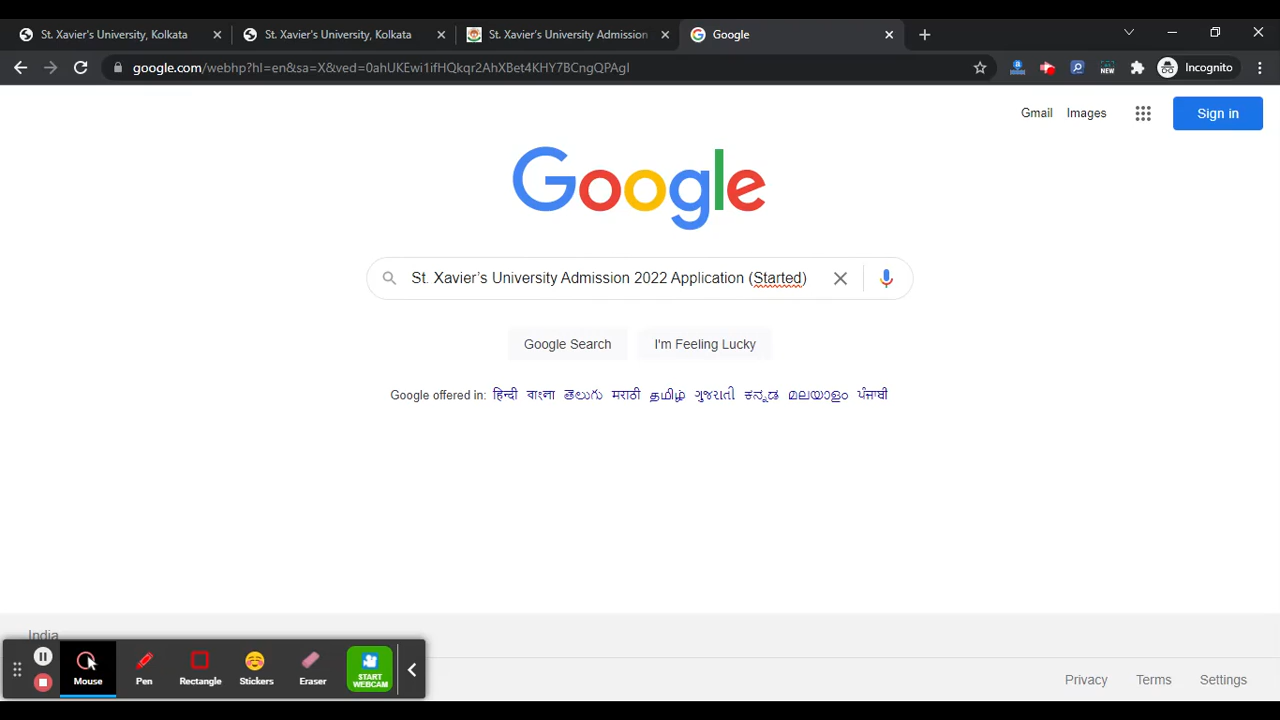 St. Xavier's University, Kolkata
St. Xavier's University, Kolkata
St. Xavier's University Admission
Google
google.com/webhp?hl=en&sa=X&ved=0ahUKEwi1ifHQkqr2AhXBet4KHY7BCngQPAgI
NEW
Incognito
Gmail
Images
Sign in
Google
St. Xavier’s University Admission 2022 Application (Started)
Google Search
I'm Feeling Lucky
Google offered in: हिन्दी বাংলা తెలుగు मराठी தமிழ் ગુજરાતી ಕನ್ನಡ മലയാളം ਪੰਜਾਬੀ
India
Mouse
Pen
Rectangle
Stickers
Eraser
START WEBCAM
Privacy
Terms
Settings